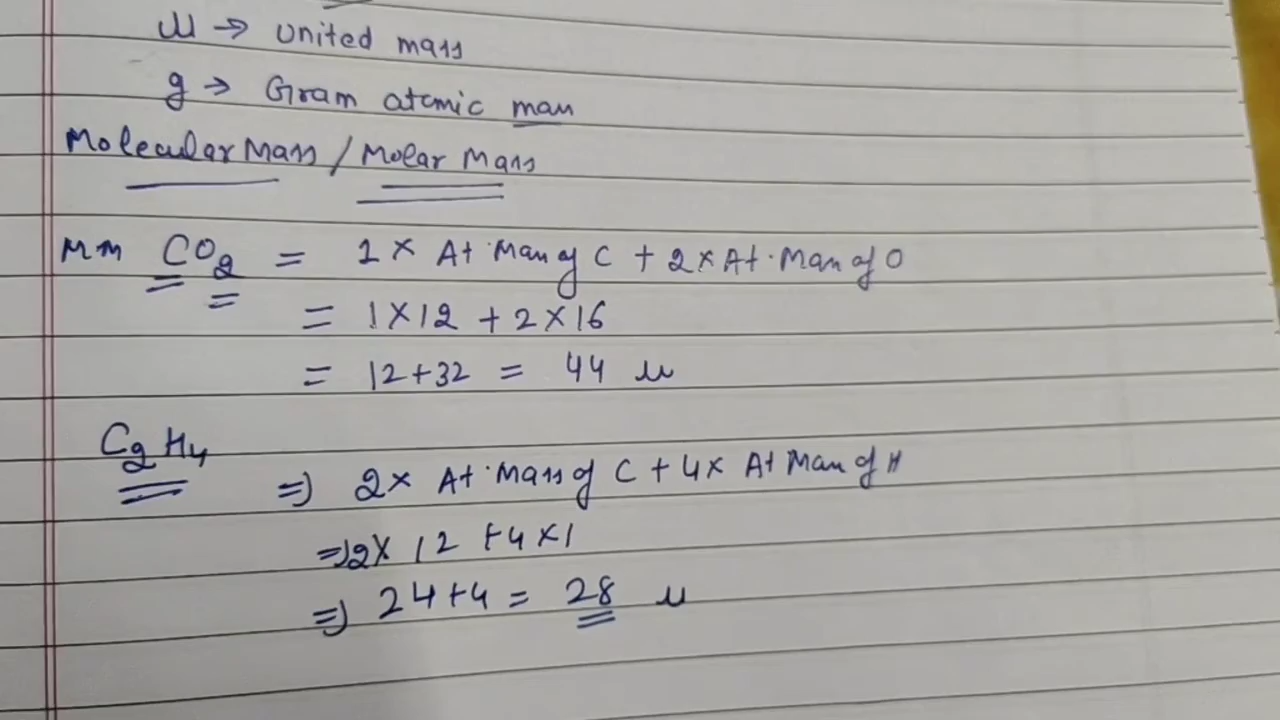 u → United mass
g → Gram atomic mass
Molecular Mass / Molar Mass
MM CO2 = 1 × At. Mass of C + 2 × At. Mass of O
= 1 × 12 + 2 × 16
= 12 + 32 = 44 u
C2H4
⇒ 2 × At. Mass of C + 4 × At Mass of H
⇒ 2 × 12 + 4 × 1
⇒ 24 + 4 = 28 u